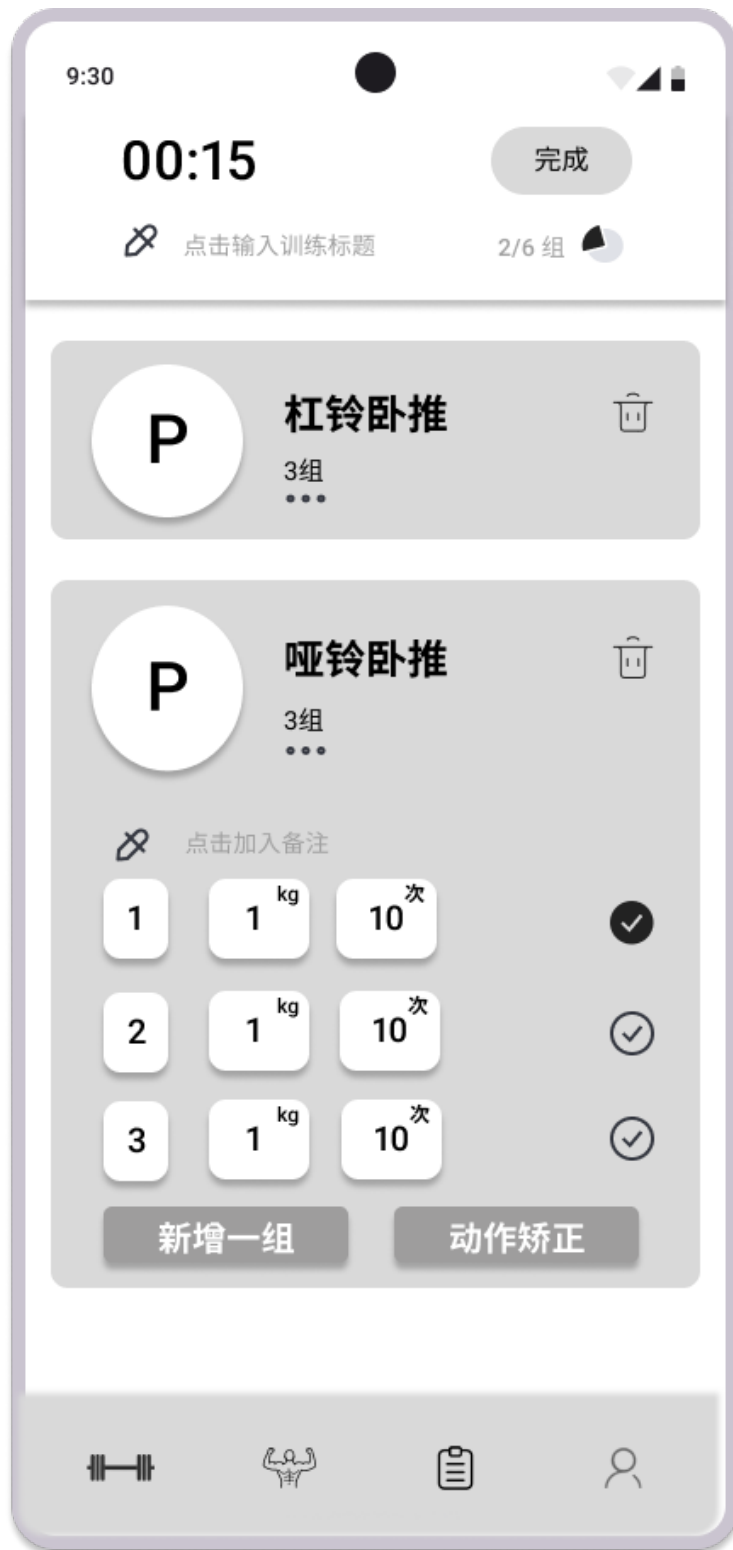 9:30
00:15 完成
点击输入训练标题 2/6 组
P
杠铃卧推
3组
P
哑铃卧推
3组
点击加入备注
1 1 kg 10 次
2 1 kg 10 次
3 1 kg 10 次
新增一组 动作矫正